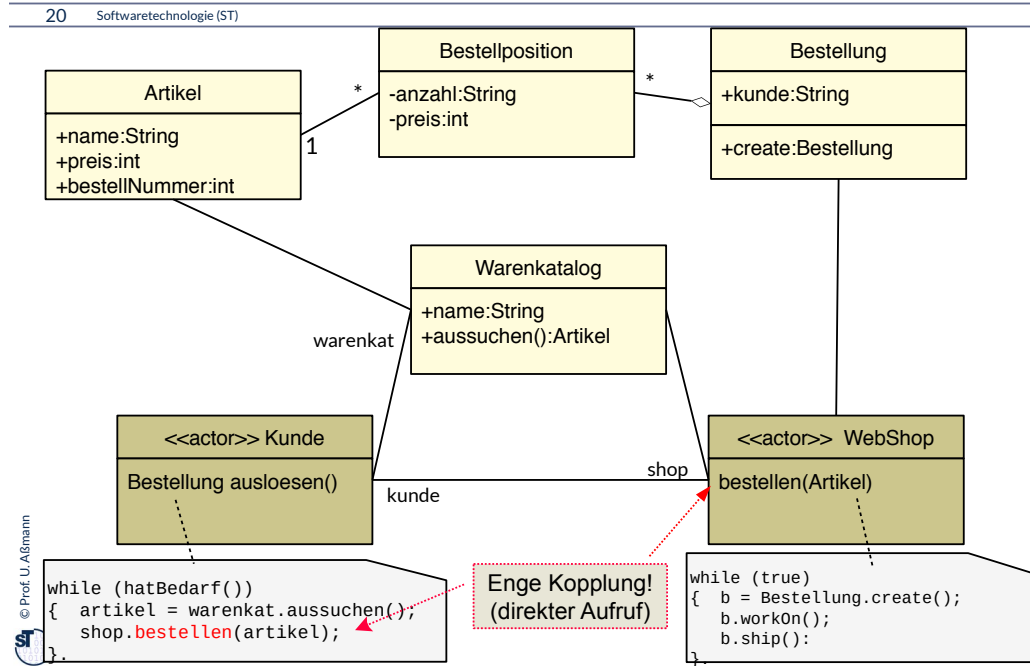 20 Softwaretechnologie (ST)
Bestellposition
-anzahl:String
-preis:int
Bestellung
+kunde:String
+create:Bestellung
Artikel
+name:String
+preis:int
+bestellNummer:int
*
*
1
Warenkatalog
+name:String
+aussuchen():Artikel
warenkat
<<actor>> Kunde
Bestellung ausloesen()
kunde
shop
<<actor>> WebShop
bestellen(Artikel)
while (hatBedarf())
{ artikel = warenkat.aussuchen();
shop.bestellen(artikel);
}.
Enge Kopplung!
(direkter Aufruf)
while (true)
{ b = Bestellung.create();
b.workOn();
b.ship():
}.
© Prof. U. Aßmann
ST